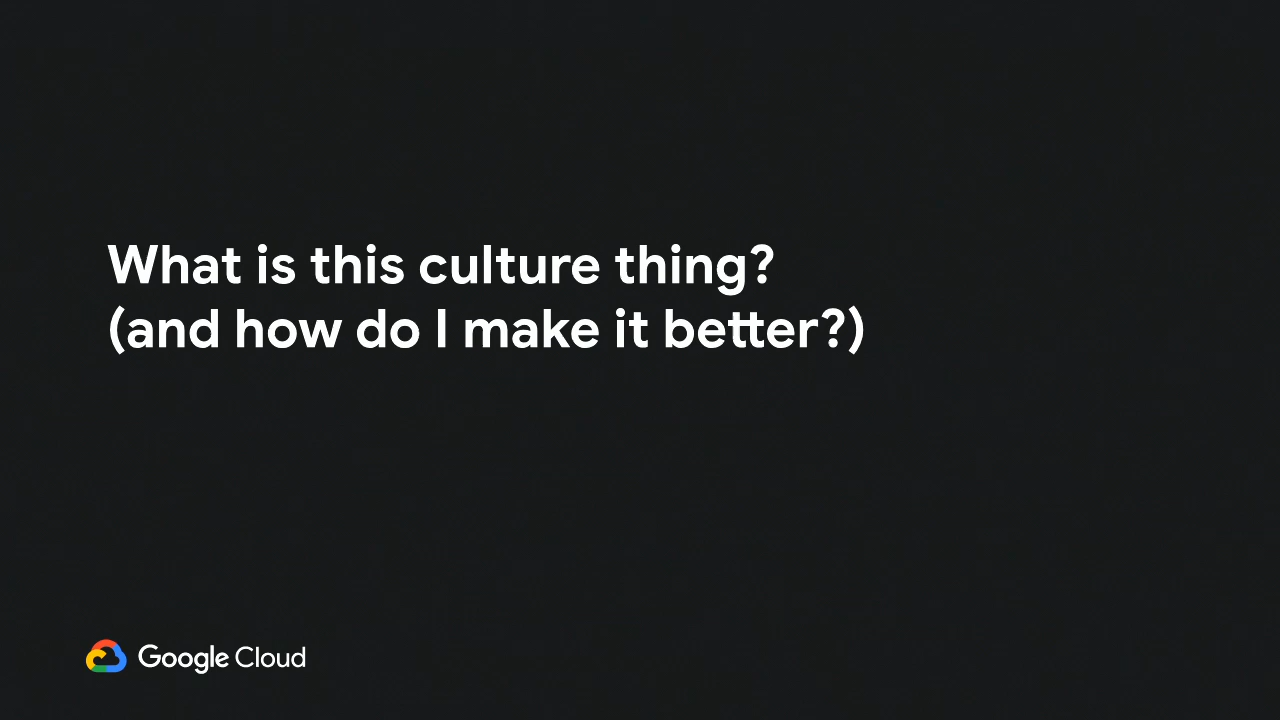 What is this culture thing?
(and how do I make it better?)
Google Cloud